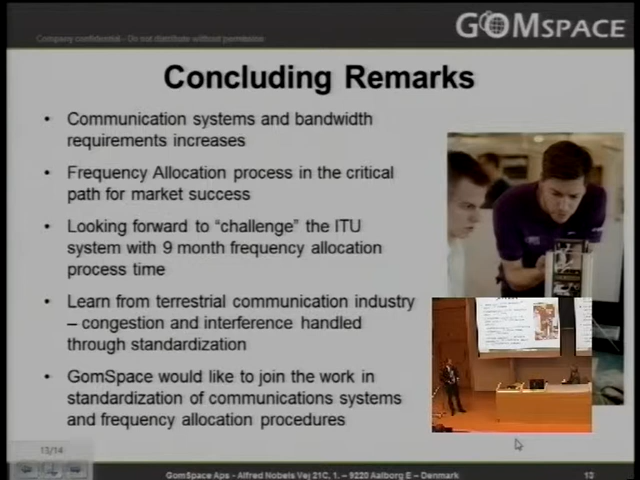 Company confidential - Do not distribute without permission
GOMSPACE
Concluding Remarks
• Communication systems and bandwidth
requirements increases
• Frequency Allocation process in the critical
path for market success
• Looking forward to “challenge” the ITU
system with 9 month frequency allocation
process time
• Learn from terrestrial communication industry
– congestion and interference handled
through standardization
• GomSpace would like to join the work in
standardization of communications systems
and frequency allocation procedures
13/14
GomSpace Aps - Alfred Nobels Vej 21C, 1. – 9220 Aalborg E – Denmark
13